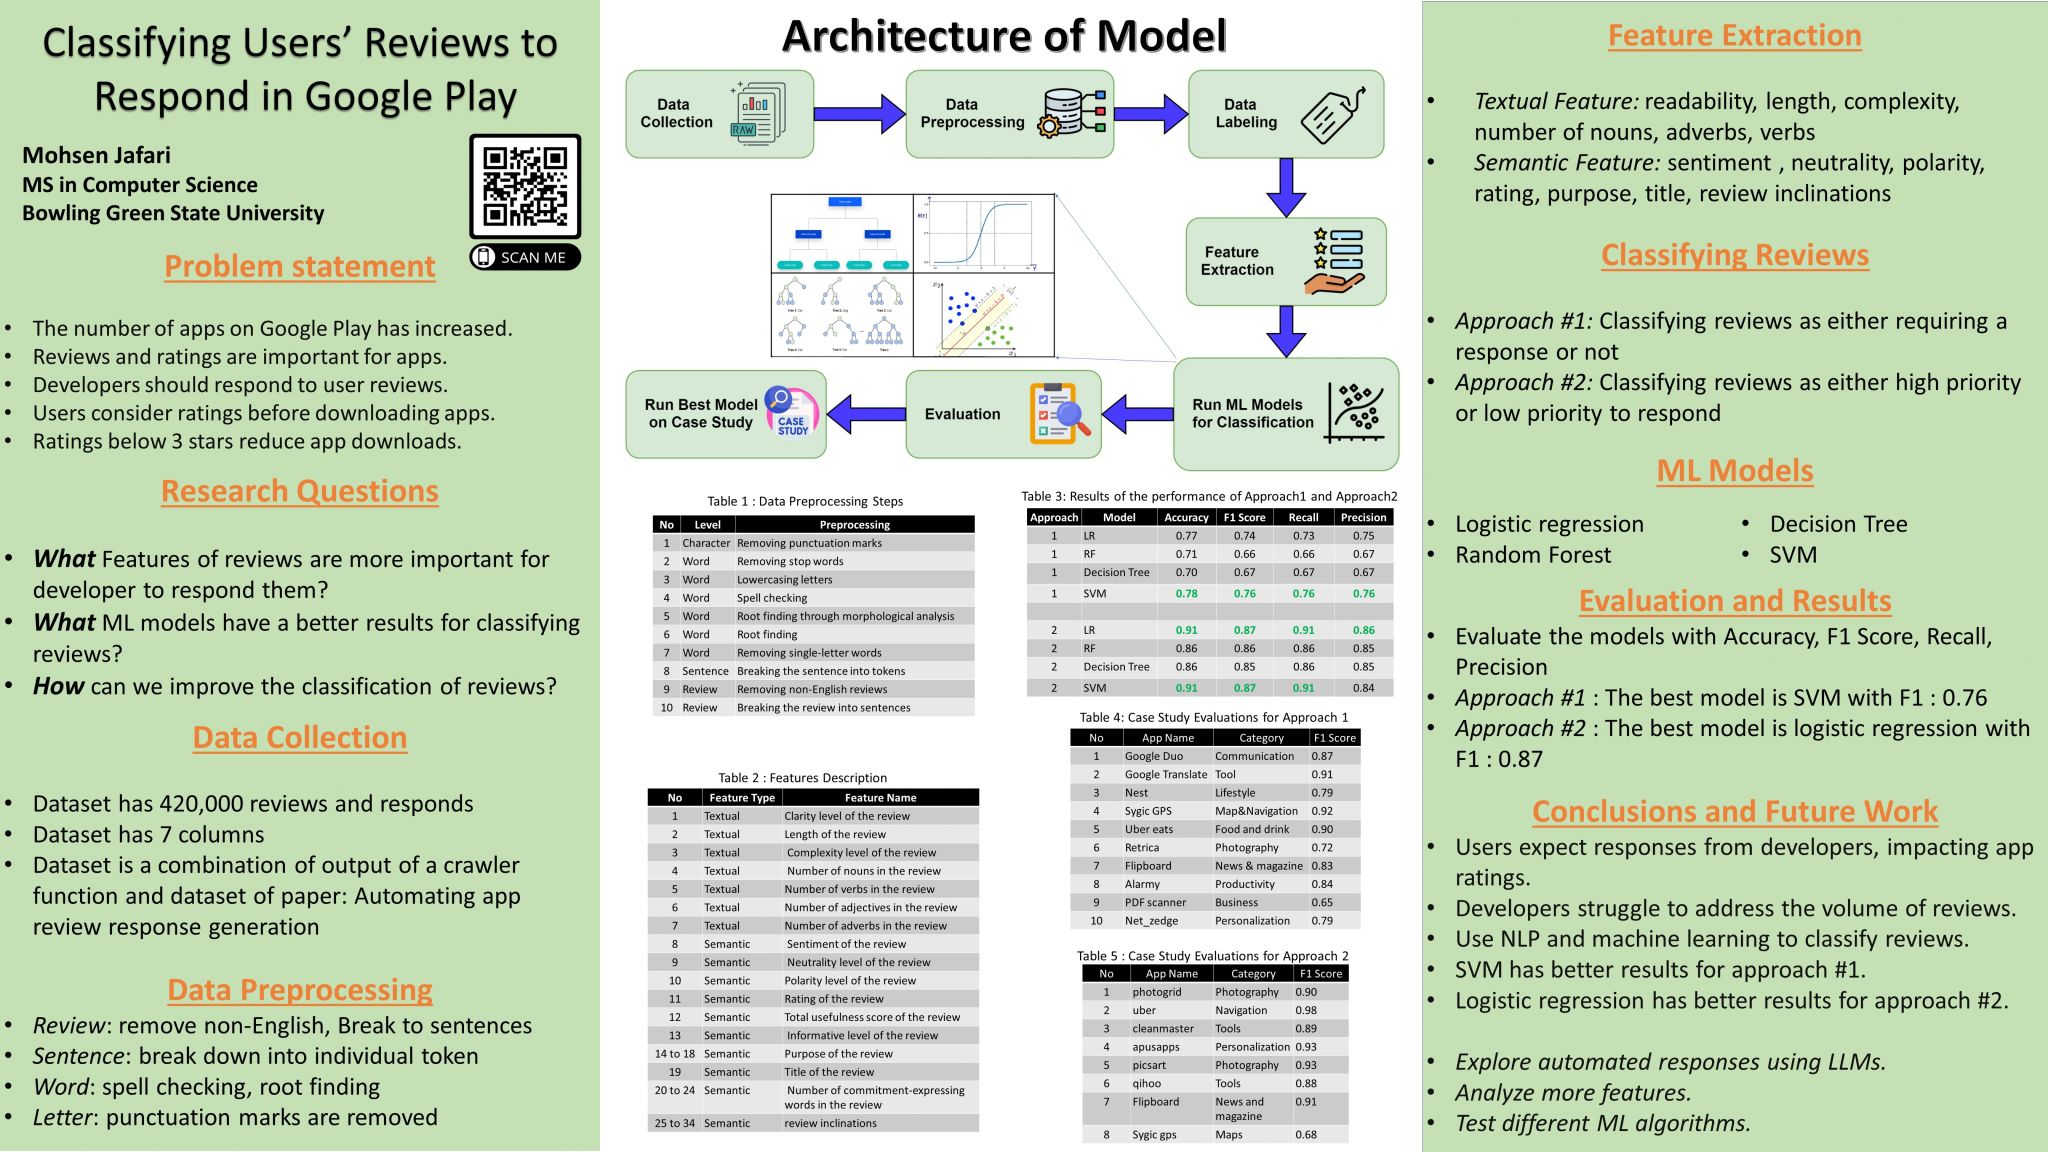 Classifying Users’ Reviews to
Respond in Google Play
Mohsen Jafari
MS in Computer Science
Bowling Green State University
SCAN ME
Problem statement
• The number of apps on Google Play has increased.
• Reviews and ratings are important for apps.
• Developers should respond to user reviews.
• Users consider ratings before downloading apps.
• Ratings below 3 stars reduce app downloads.
Research Questions
• What Features of reviews are more important for
developer to respond them?
• What ML models have a better results for classifying
reviews?
• How can we improve the classification of reviews?
Data Collection
• Dataset has 420,000 reviews and responds
• Dataset has 7 columns
• Dataset is a combination of output of a crawler
function and dataset of paper: Automating app
review response generation
Data Preprocessing
• Review: remove non-English, Break to sentences
• Sentence: break down into individual token
• Word: spell checking, root finding
• Letter: punctuation marks are removed
Architecture of Model
Data
Collection
RAW
Data
Preprocessing
Data
Labeling
Feature
Extraction
Run ML Models
for Classification
Evaluation
Run Best Model
on Case Study
CASE
STUDY
Table 1 : Data Preprocessing Steps
No Level Preprocessing
1 Character Removing punctuation marks
2 Word Removing stop words
3 Word Lowercasing letters
4 Word Spell checking
5 Word Root finding through morphological analysis
6 Word Root finding
7 Word Removing single-letter words
8 Sentence Breaking the sentence into tokens
9 Review Removing non-English reviews
10 Review Breaking the review into sentences
Table 2 : Features Description
No Feature Type Feature Name
1 Textual Clarity level of the review
2 Textual Length of the review
3 Textual Complexity level of the review
4 Textual Number of nouns in the review
5 Textual Number of verbs in the review
6 Textual Number of adjectives in the review
7 Textual Number of adverbs in the review
8 Semantic Sentiment of the review
9 Semantic Neutrality level of the review
10 Semantic Polarity level of the review
11 Semantic Rating of the review
12 Semantic Total usefulness score of the review
13 Semantic Informative level of the review
14 to 18 Semantic Purpose of the review
19 Semantic Title of the review
20 to 24 Semantic Number of commitment-expressing
words in the review
25 to 34 Semantic review inclinations
Table 3: Results of the performance of Approach1 and Approach2
Approach Model Accuracy F1 Score Recall Precision
1 LR 0.77 0.74 0.73 0.75
1 RF 0.71 0.66 0.66 0.67
1 Decision Tree 0.70 0.67 0.67 0.67
1 SVM 0.78 0.76 0.76 0.76
2 LR 0.91 0.87 0.91 0.86
2 RF 0.86 0.86 0.86 0.85
2 Decision Tree 0.86 0.85 0.86 0.85
2 SVM 0.91 0.87 0.91 0.84
Table 4: Case Study Evaluations for Approach 1
No App Name Category F1 Score
1 Google Duo Communication 0.87
2 Google Translate Tool 0.91
3 Nest Lifestyle 0.79
4 Sygic GPS Map&Navigation 0.92
5 Uber eats Food and drink 0.90
6 Retrica Photography 0.72
7 Flipboard News & magazine 0.83
8 Alarmy Productivity 0.84
9 PDF scanner Business 0.65
10 Net_zedge Personalization 0.79
Table 5 : Case Study Evaluations for Approach 2
No App Name Category F1 Score
1 photogrid Photography 0.90
2 uber Navigation 0.98
3 cleanmaster Tools 0.89
4 apusapps Personalization 0.93
5 picsart Photography 0.93
6 qihoo Tools 0.88
7 Flipboard News and
magazine 0.91
8 Sygic gps Maps 0.68
Feature Extraction
• Textual Feature: readability, length, complexity,
number of nouns, adverbs, verbs
• Semantic Feature: sentiment , neutrality, polarity,
rating, purpose, title, review inclinations
Classifying Reviews
• Approach #1: Classifying reviews as either requiring a
response or not
• Approach #2: Classifying reviews as either high priority
or low priority to respond
ML Models
• Logistic regression • Decision Tree
• Random Forest • SVM
Evaluation and Results
• Evaluate the models with Accuracy, F1 Score, Recall,
Precision
• Approach #1 : The best model is SVM with F1 : 0.76
• Approach #2 : The best model is logistic regression with
F1 : 0.87
Conclusions and Future Work
• Users expect responses from developers, impacting app
ratings.
• Developers struggle to address the volume of reviews.
• Use NLP and machine learning to classify reviews.
• SVM has better results for approach #1.
• Logistic regression has better results for approach #2.
• Explore automated responses using LLMs.
• Analyze more features.
• Test different ML algorithms.